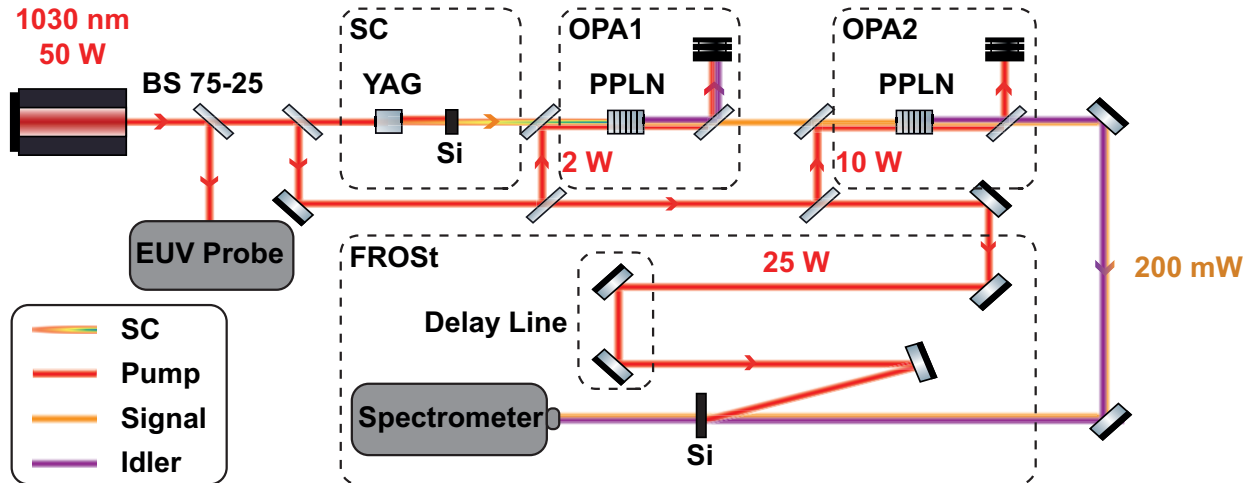 1030 nm
50 W
BS 75-25
SC
YAG
Si
OPA1
PPLN
2 W
OPA2
PPLN
10 W
EUV Probe
FROSt
25 W
200 mW
Delay Line
Spectrometer
Si
SC
Pump
Signal
Idler